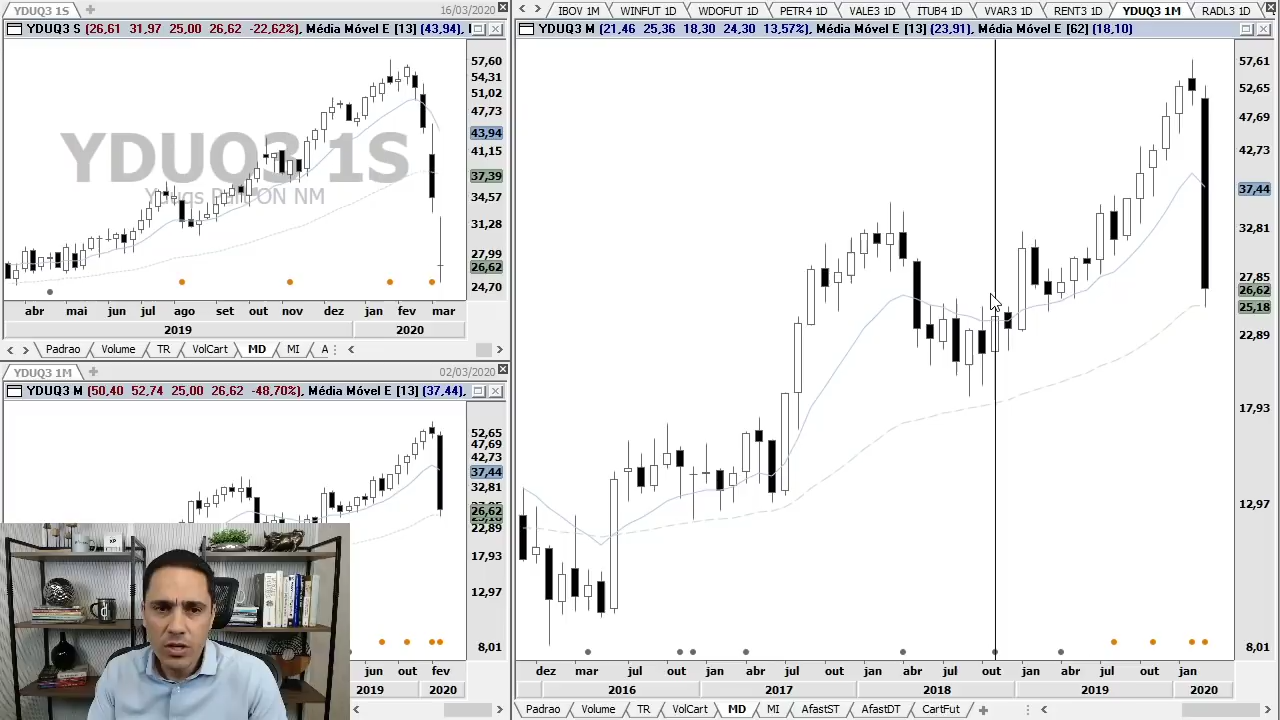 YDUQ3 1S
16/03/2020
YDUQ3 S (26,61 31,97 25,00 26,62 -22,62%), Média Móvel E [13] (43,94),
YDUQ3 1S
Yduqs Part ON NM
57,60
54,31
51,02
47,73
43,94
41,15
37,39
34,57
31,28
27,99
26,62
24,70
abr mai jun jul ago set out nov dez jan fev mar
2019 2020
Padrao Volume TR VolCart MD MI A
YDUQ3 1M
02/03/2020
YDUQ3 M (50,40 52,74 25,00 26,62 -48,70%), Média Móvel E [13] (37,44),
52,65
47,69
42,73
37,44
32,81
26,62
22,89
17,93
12,97
8,01
jun out fev
2019 2020
XP
IBOV 1M WINFUT 1D WDOFUT 1D PETR4 1D VALE3 1D ITUB4 1D VVAR3 1D RENT3 1D YDUQ3 1M RADL3 1D
YDUQ3 M (21,46 25,36 18,30 24,30 13,57%), Média Móvel E [13] (23,91), Média Móvel E [62] (18,10)
57,61
52,65
47,69
42,73
37,44
32,81
27,85
26,62
25,18
22,89
17,93
12,97
8,01
dez mar jul out jan abr jul out jan abr jul out jan abr jul out jan
2016 2017 2018 2019 2020
Padrao Volume TR VolCart MD MI AfastST AfastDT CartFut